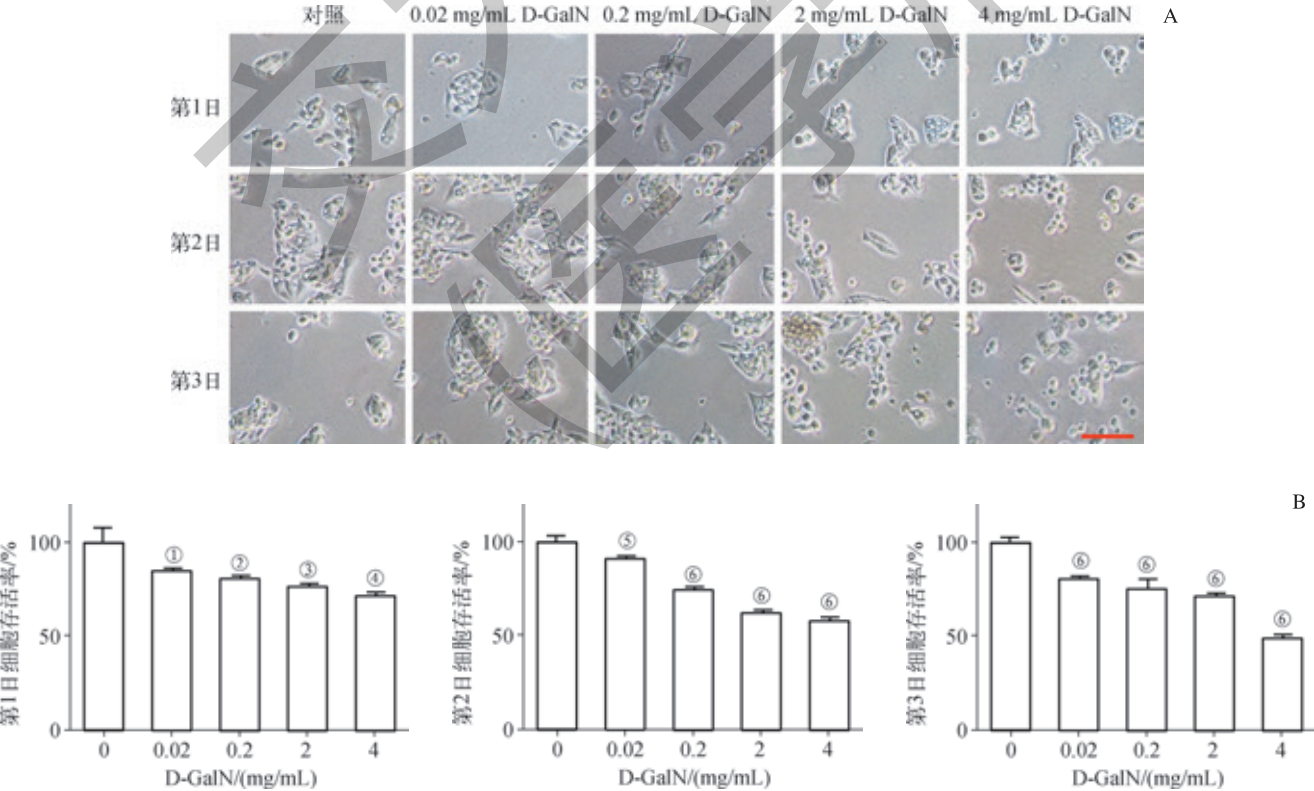 对照 0.02 mg/mL D-GalN 0.2 mg/mL D-GalN 2 mg/mL D-GalN 4 mg/mL D-GalN A
第1日
第2日
第3日
B
第1日细胞存活率/%
100
50
0
① ② ③ ④
0 0.02 0.2 2 4
D-GalN/(mg/mL)
第2日细胞存活率/%
100
50
0
⑤ ⑥ ⑥ ⑥
0 0.02 0.2 2 4
D-GalN/(mg/mL)
第3日细胞存活率/%
100
50
0
⑥ ⑥ ⑥ ⑥
0 0.02 0.2 2 4
D-GalN/(mg/mL)